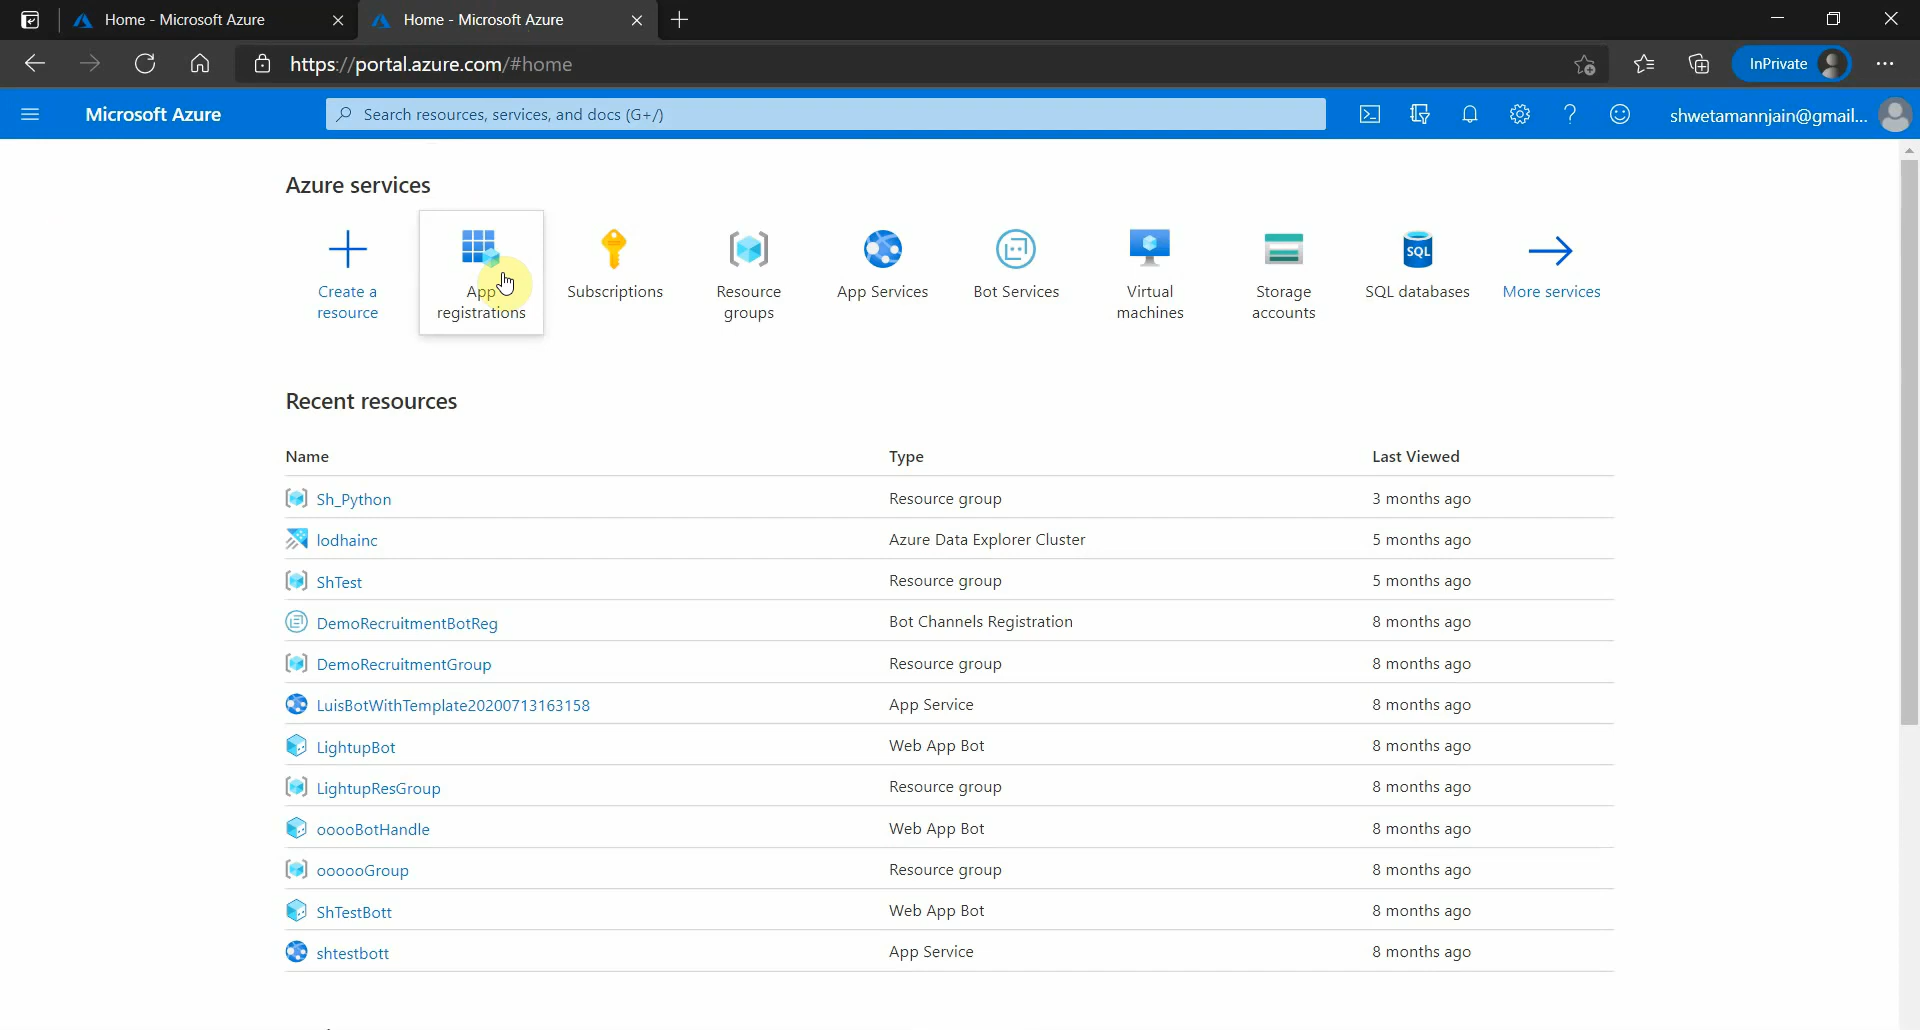 Home - Microsoft Azure
Home - Microsoft Azure
https://portal.azure.com/#home
InPrivate
Microsoft Azure
Search resources, services, and docs (G+/)
shwetamannjain@gmail...
Azure services
Create a
resource
App
registrations
Subscriptions
Resource
groups
App Services
Bot Services
Virtual
machines
Storage
accounts
SQL
SQL databases
More services
Recent resources
Name Type Last Viewed
Sh_Python Resource group 3 months ago
lodhainc Azure Data Explorer Cluster 5 months ago
ShTest Resource group 5 months ago
DemoRecruitmentBotReg Bot Channels Registration 8 months ago
DemoRecruitmentGroup Resource group 8 months ago
LuisBotWithTemplate20200713163158 App Service 8 months ago
LightupBot Web App Bot 8 months ago
LightupResGroup Resource group 8 months ago
ooooBotHandle Web App Bot 8 months ago
oooooGroup Resource group 8 months ago
ShTestBott Web App Bot 8 months ago
shtestbott App Service 8 months ago